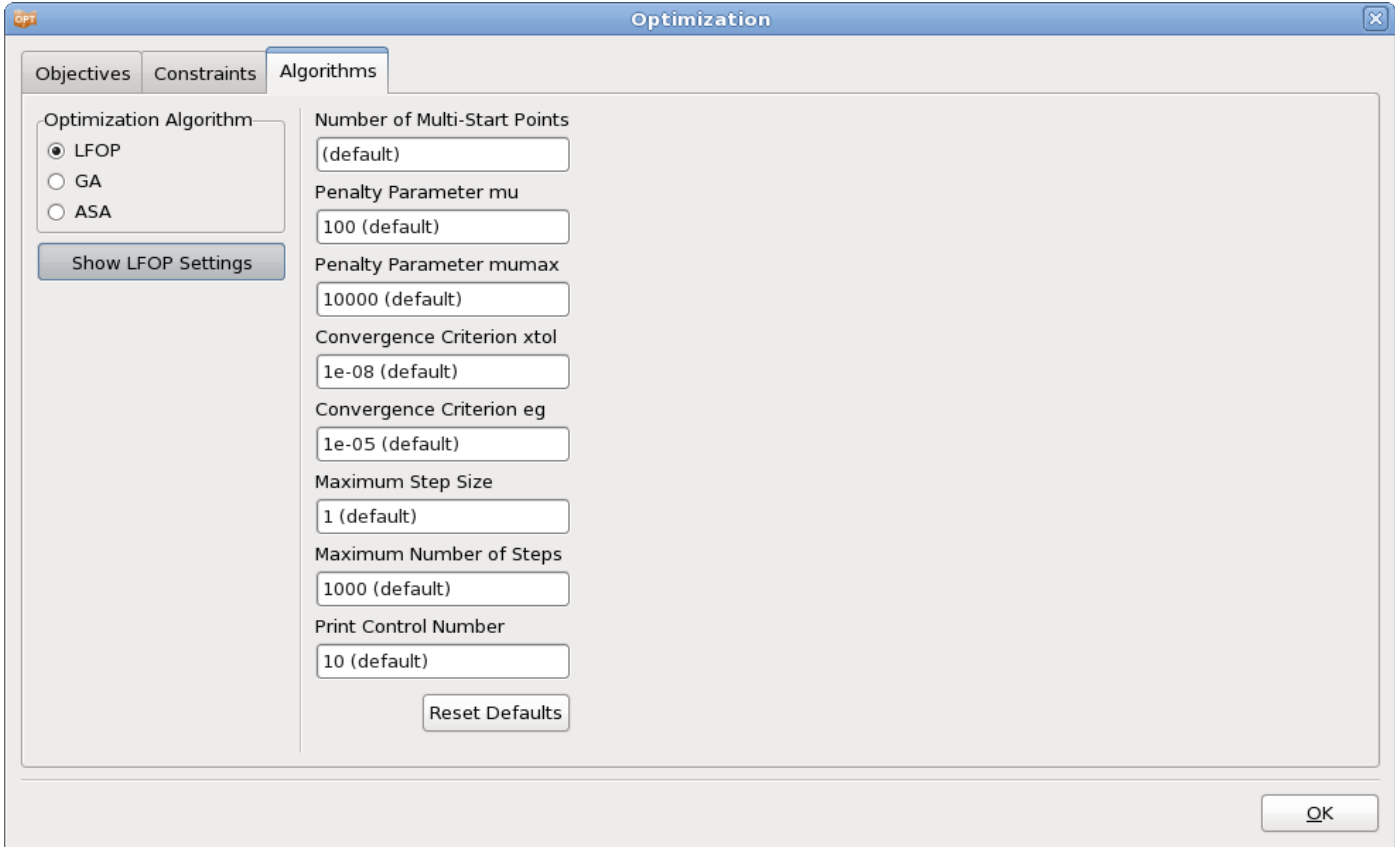 OPT
Optimization
Objectives
Constraints
Algorithms
Optimization Algorithm
LFOP
GA
ASA
Show LFOP Settings
Number of Multi-Start Points
(default)
Penalty Parameter mu
100 (default)
Penalty Parameter mumax
10000 (default)
Convergence Criterion xtol
1e-08 (default)
Convergence Criterion eg
1e-05 (default)
Maximum Step Size
1 (default)
Maximum Number of Steps
1000 (default)
Print Control Number
10 (default)
Reset Defaults
OK